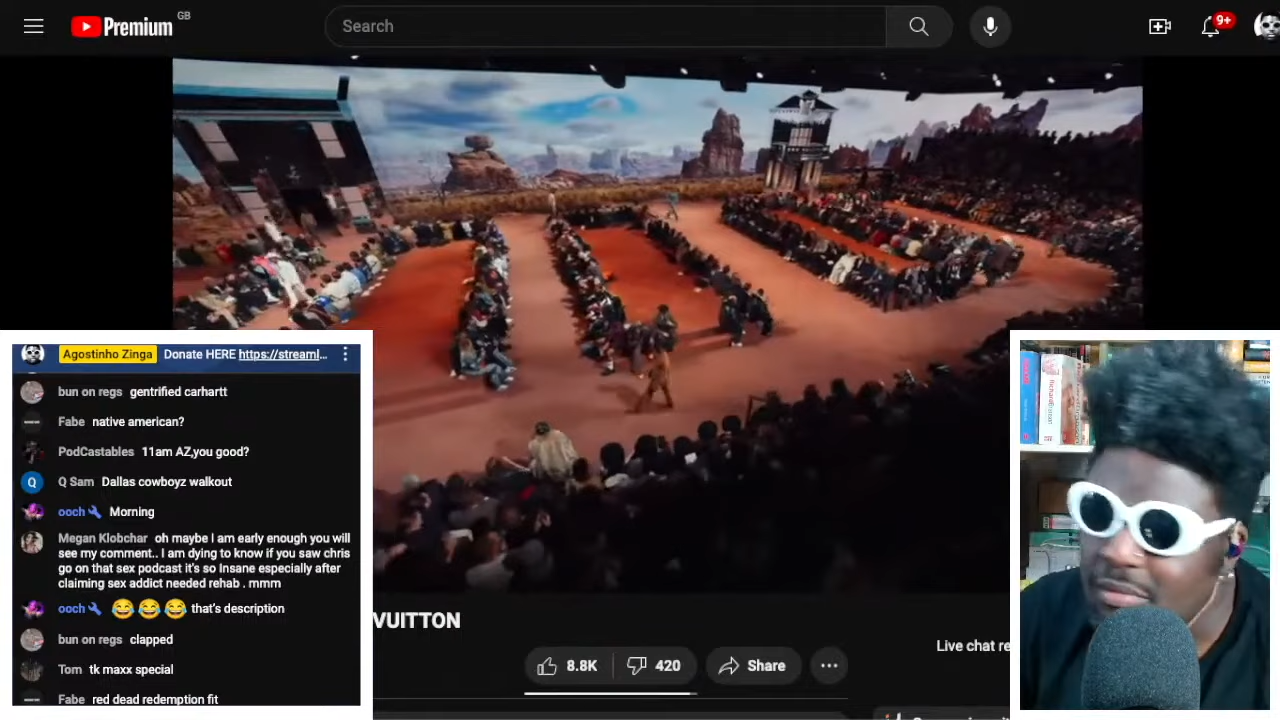 Premium GB
Search
9+
Agostinho Zinga Donate HERE https://streaml...
bun on regs gentrified carhartt
Fabe native american?
PodCastables 11am AZ,you good?
Q Q Sam Dallas cowboyz walkout
ooch Morning
Megan Klobchar oh maybe I am early enough you will
see my comment.. I am dying to know if you saw chris
go on that sex podcast it's so insane especially after
claiming sex addict needed rehab . mmm
ooch 😂😂😂 that's description
bun on regs clapped
Tom tk maxx special
Fabe red dead redemption fit
VUITTON
8.8K 420 Share
Live chat re